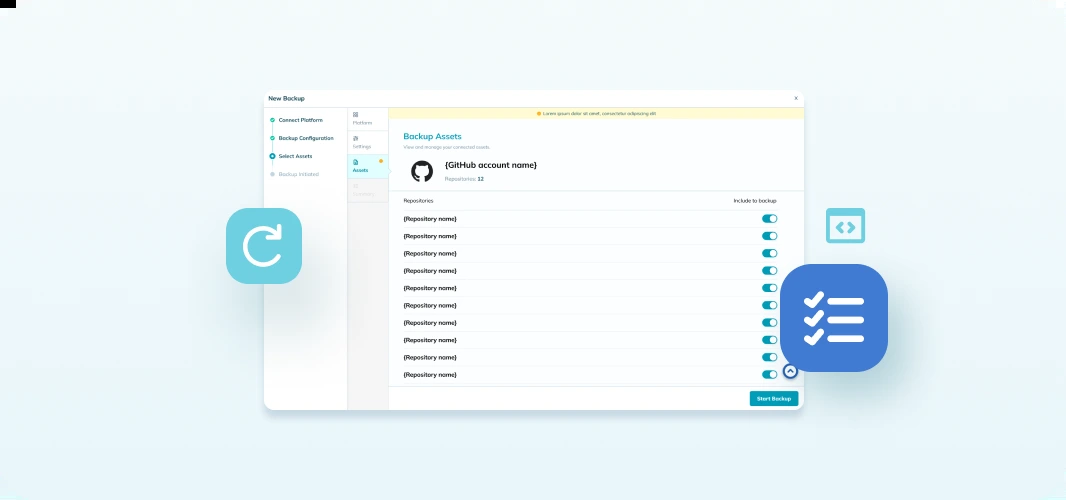 New Backup
X
Connect Platform
Backup Configuration
Select Assets
Backup Initiated
Platform
Settings
Assets
Lorem ipsum dolor sit amet, consectetur adipiscing elit
Backup Assets
View and manage your connected assets
{GitHub account name}
Repositories: 12
Repositories Include to backup
{Repository name}
{Repository name}
{Repository name}
{Repository name}
{Repository name}
{Repository name}
{Repository name}
{Repository name}
{Repository name}
{Repository name}
Start Backup